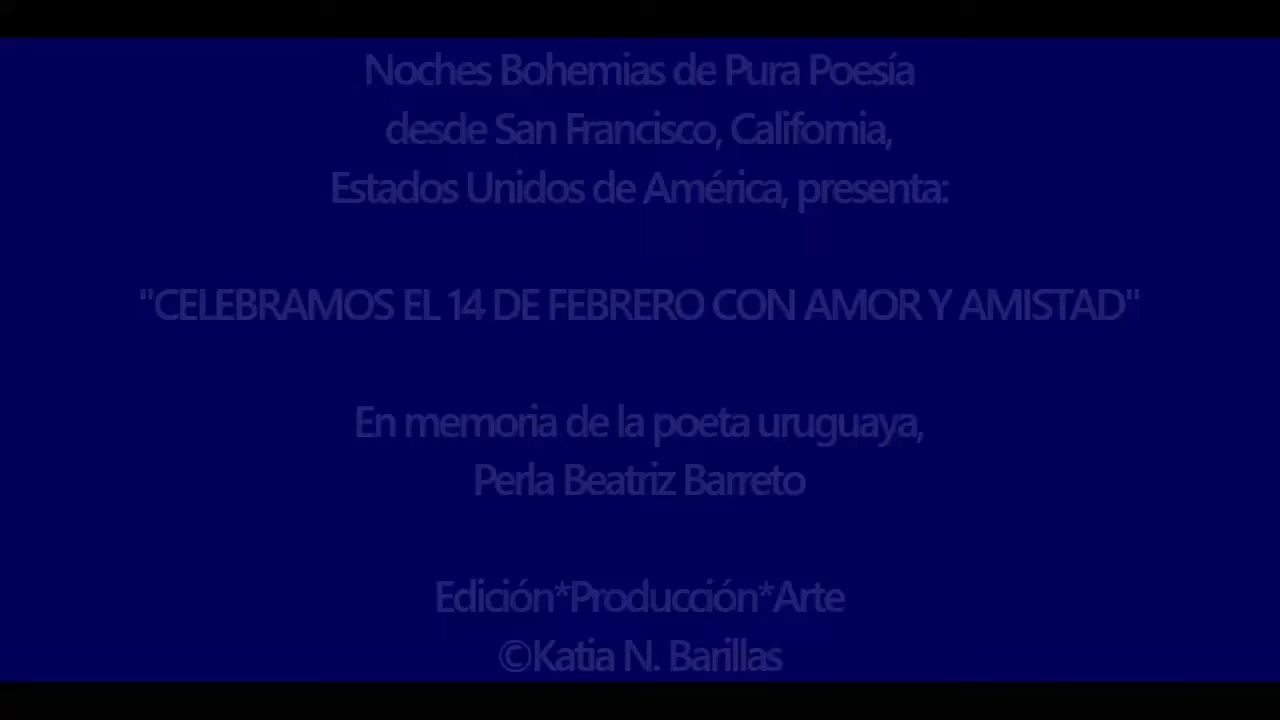 Noches Bohemias de Pura Poesía
desde San Francisco, California,
Estados Unidos de América, presenta:
"CELEBRAMOS EL 14 DE FEBRERO CON AMOR Y AMISTAD"
En memoria de la poeta uruguaya,
Perla Beatriz Barreto
Edición*Producción*Arte
©Katia N. Barillas